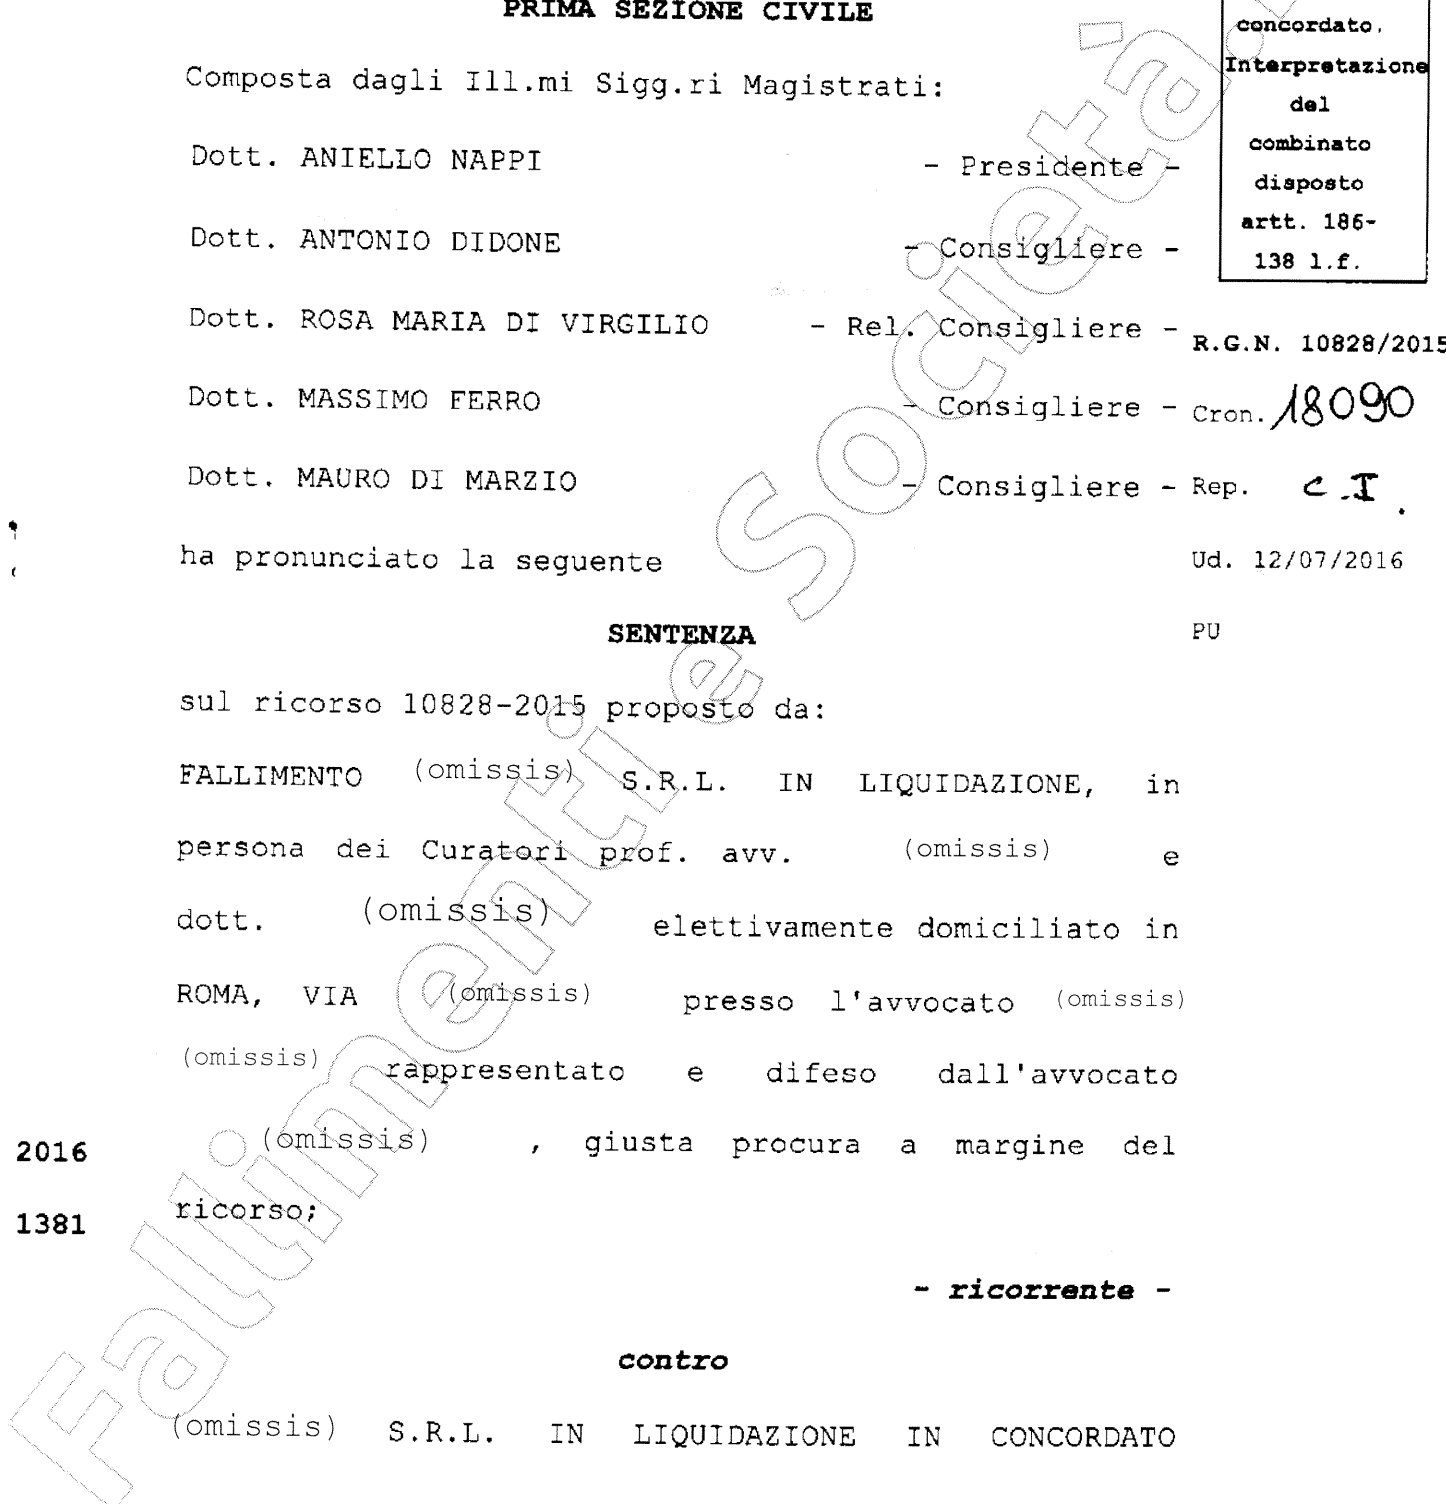 PRIMA SEZIONE CIVILE
concordato.
Interpretazione
del
combinato
disposto
artt. 186-
138 l.f.
Composta dagli Ill.mi Sigg.ri Magistrati:
Dott. ANIELLO NAPPI - Presidente -
Dott. ANTONIO DIDONE - Consigliere -
Dott. ROSA MARIA DI VIRGILIO - Rel. Consigliere -
R.G.N. 10828/2015
Dott. MASSIMO FERRO - Consigliere -
Cron. 18090
Dott. MAURO DI MARZIO - Consigliere -
Rep. C.I.
ha pronunciato la seguente
Ud. 12/07/2016
SENTENZA
PU
sul ricorso 10828-2015 proposto da:
FALLIMENTO (omissis) S.R.L. IN LIQUIDAZIONE, in
persona dei Curatori prof. avv. (omissis) e
dott. (omissis) elettivamente domiciliato in
ROMA, VIA (omissis) presso l'avvocato (omissis)
(omissis) rappresentato e difeso dall'avvocato
(omissis) , giusta procura a margine del
2016
ricorso;
1381
- ricorrente -
contro
(omissis) S.R.L. IN LIQUIDAZIONE IN CONCORDATO
Fallimenti e Società.